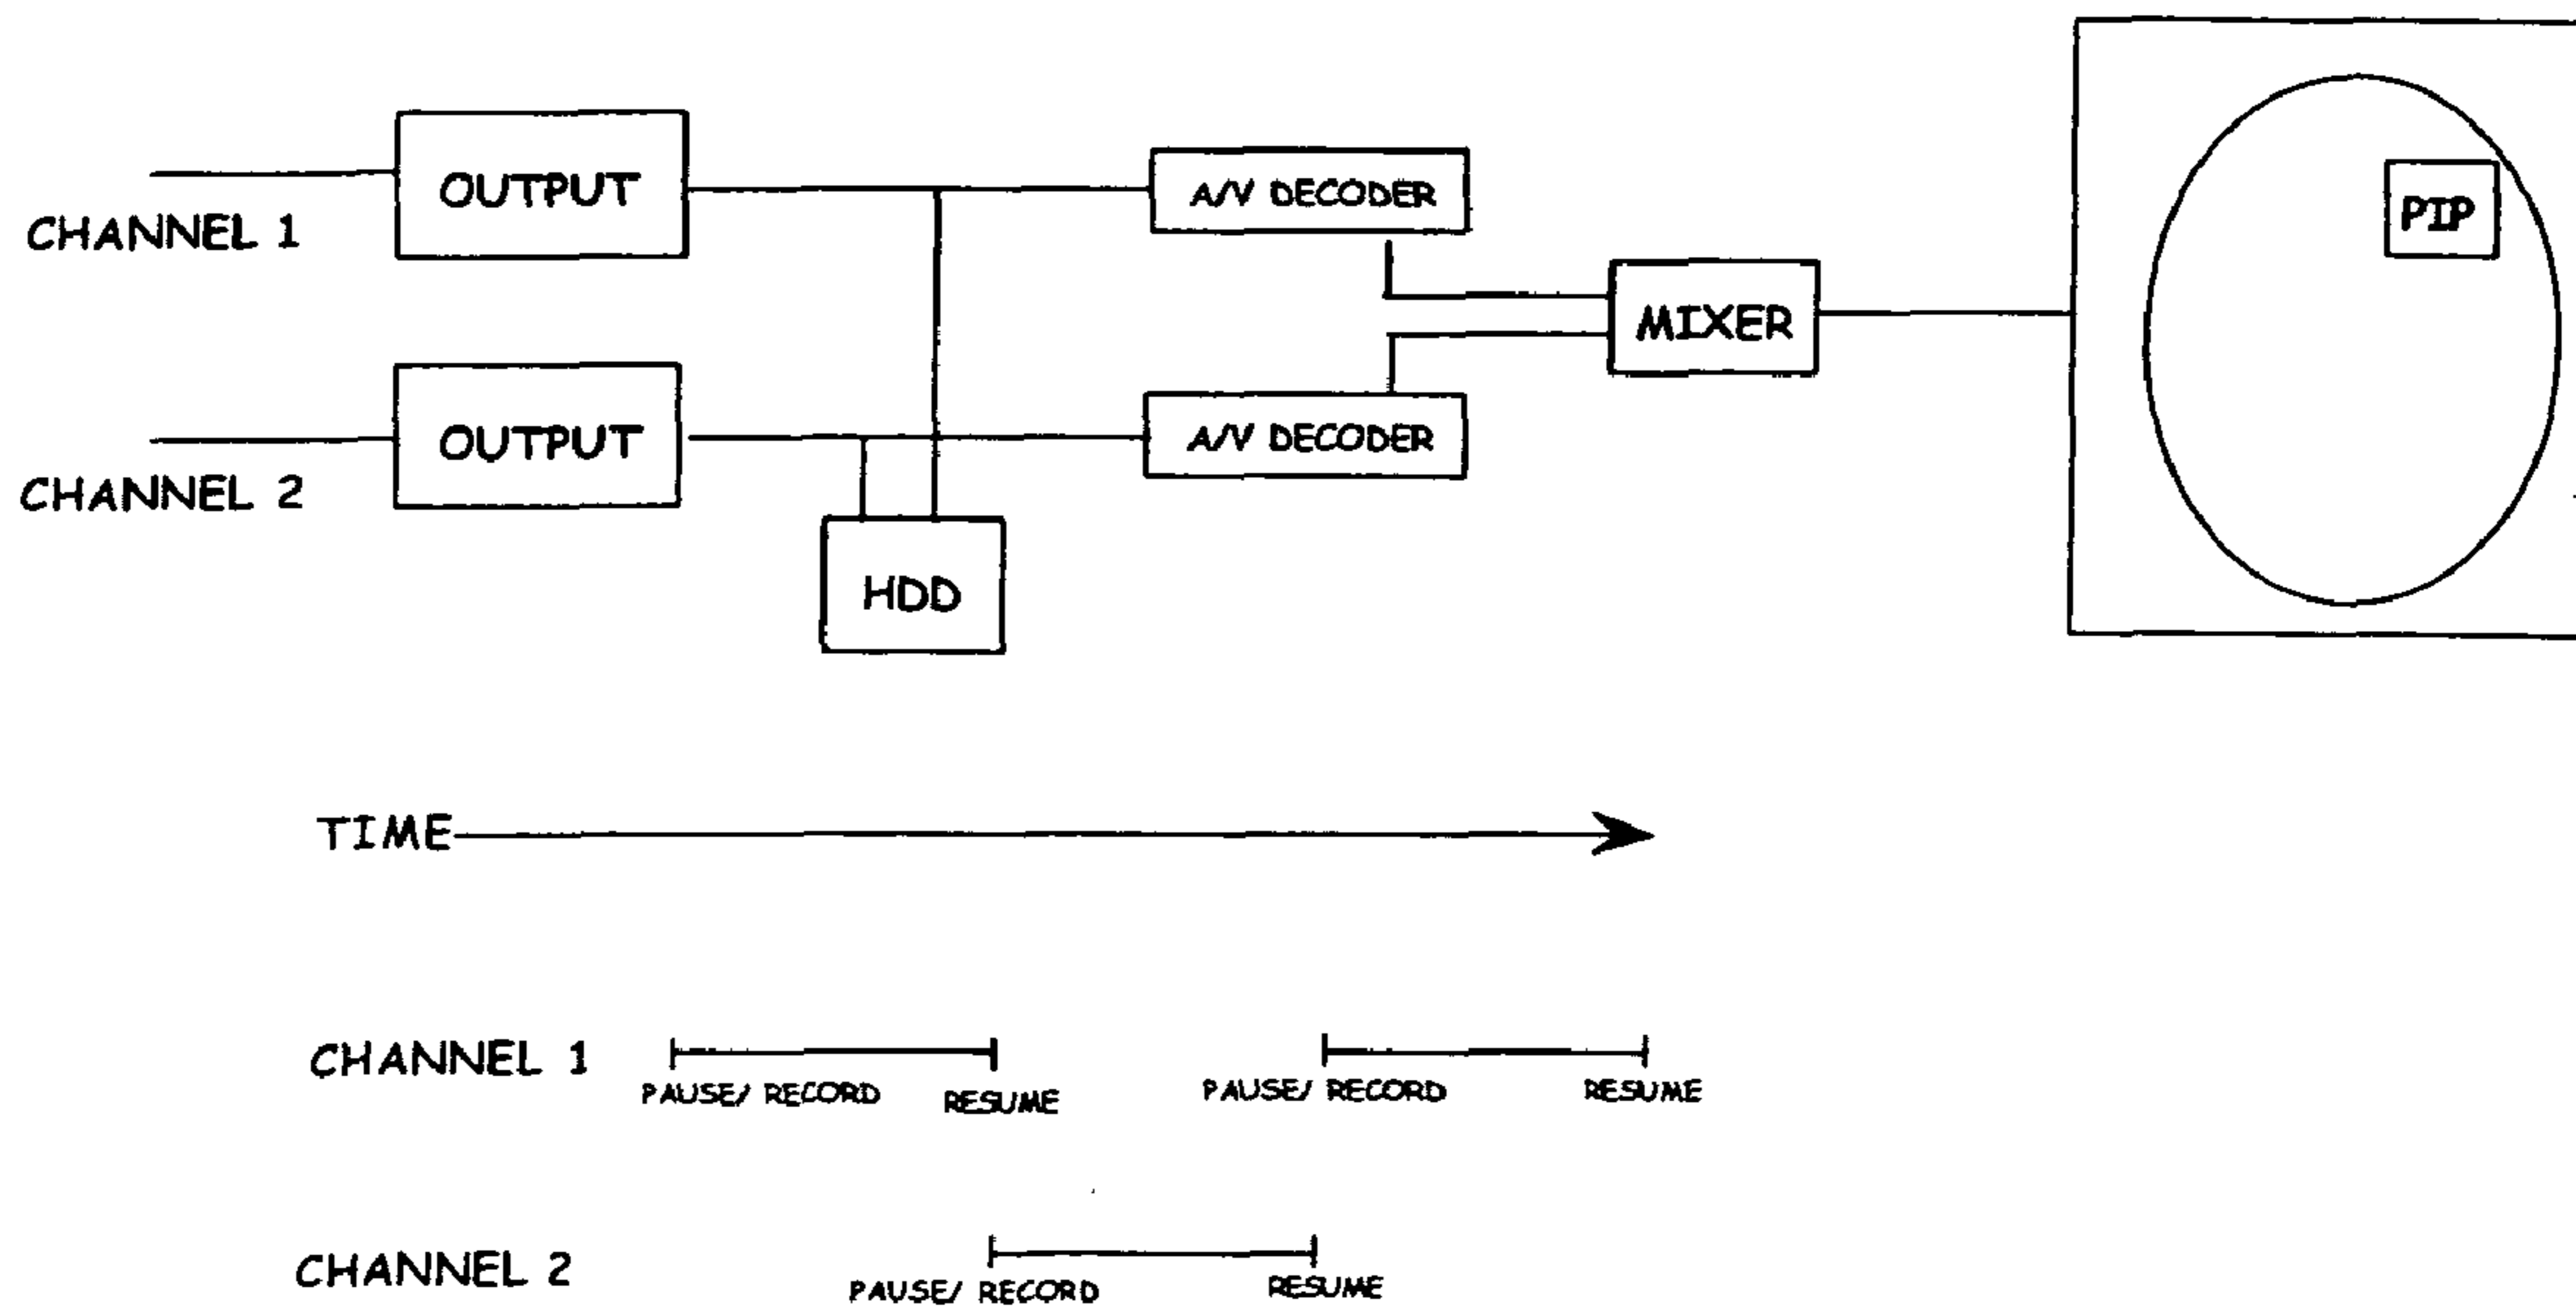 OUTPUT
A/V DECODER
CHANNEL 1
PIP
MIXER
OUTPUT
A/V DECODER
CHANNEL 2
HDD
TIME
CHANNEL 1
PAUSE/ RECORD
RESUME
PAUSE/ RECORD
RESUME
CHANNEL 2
PAUSE/ RECORD
RESUME